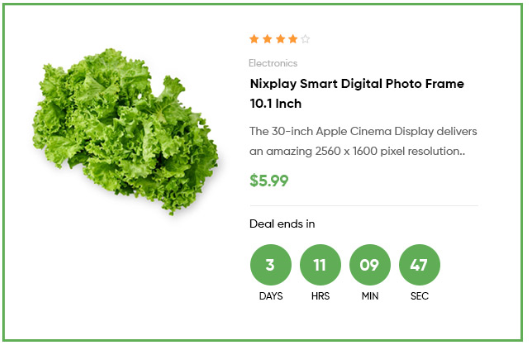 Electronics
Nixplay Smart Digital Photo Frame
10.1 Inch
The 30-inch Apple Cinema Display delivers
an amazing 2560 x 1600 pixel resolution..
$5.99
Deal ends in
3 11 09 47
DAYS HRS MIN SEC